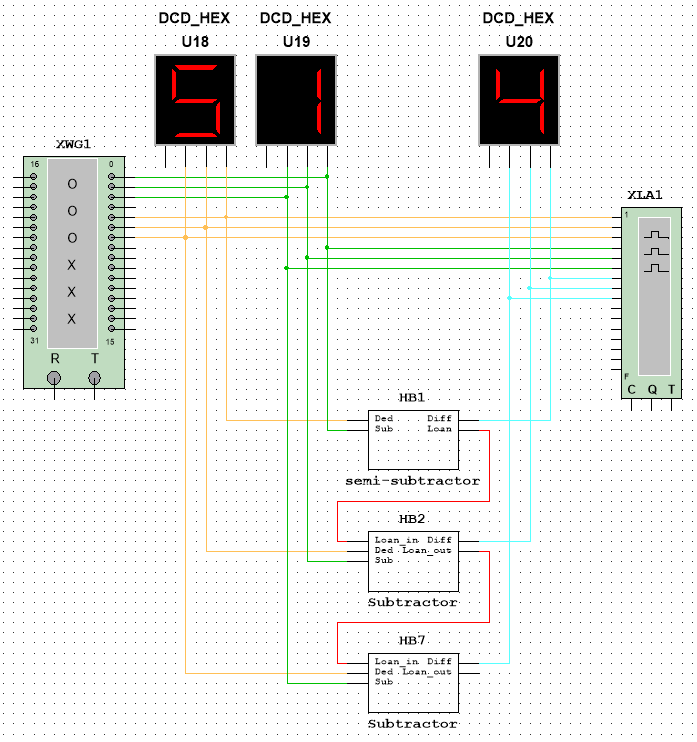 DCD_HEX DCD_HEX DCD_HEX
U18 U19 U20
5 1 4
XWG1
16 0
O
O
O
X
X
X
31 15
R T
XLA1
1
F
C Q T
HB1
Ded Diff
Sub Loan
semi-subtractor
HB2
Loan_in Diff
Ded Loan_out
Sub
Subtractor
HB7
Loan_in Diff
Ded Loan_out
Sub
Subtractor